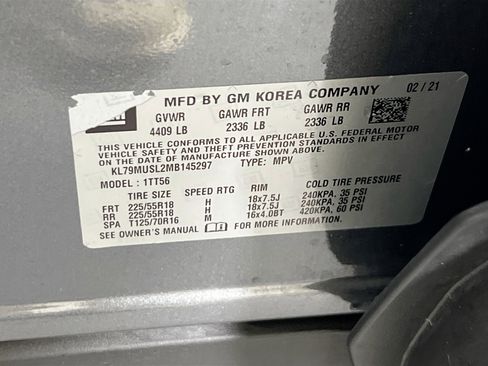 MFD BY GM KOREA COMPANY 02 / 21
GVWR GAWR FRT GAWR RR
4409 LB 2336 LB 2336 LB
THIS VEHICLE CONFORMS TO ALL APPLICABLE U.S. FEDERAL MOTOR
VEHICLE SAFETY AND THEFT PREVENTION STANDARDS IN EFFECT
ON THE DATE OF MANUFACTURE SHOWN ABOVE.
KL79MUSL2MB145297 TYPE: MPV
MODEL: 1TT56
TIRE SIZE SPEED RTG RIM COLD TIRE PRESSURE
FRT 225/55R18 H 18x7.5J 240KPA, 35 PSI
RR 225/55R18 H 18x7.5J 240KPA, 35 PSI
SPA T125/70R16 M 16x4.0BT 420KPA, 60 PSI
SEE OWNER'S MANUAL FOR MORE INFORMATION.